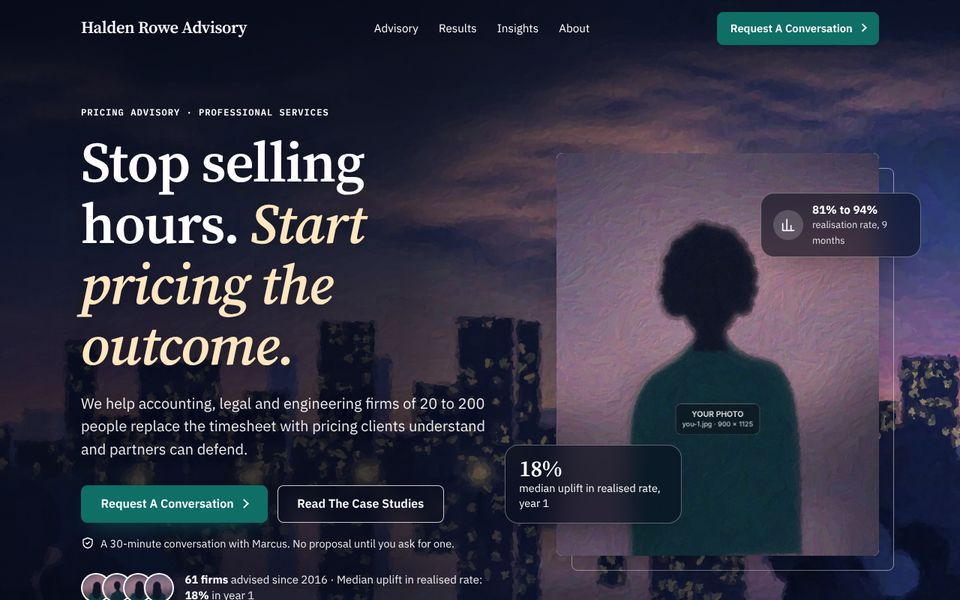 Halden Rowe Advisory
Advisory
Results
Insights
About
Request A Conversation
PRICING ADVISORY · PROFESSIONAL SERVICES
Stop selling
hours. Start
pricing the
outcome.
We help accounting, legal and engineering firms of 20 to 200
people replace the timesheet with pricing clients understand
and partners can defend.
Request A Conversation
Read The Case Studies
A 30-minute conversation with Marcus. No proposal until you ask for one.
61 firms advised since 2016 · Median uplift in realised rate:
18% in year 1
81% to 94%
realisation rate, 9
months
YOUR PHOTO
you-1.jpg · 900 × 1125
18%
median uplift in realised rate,
year 1